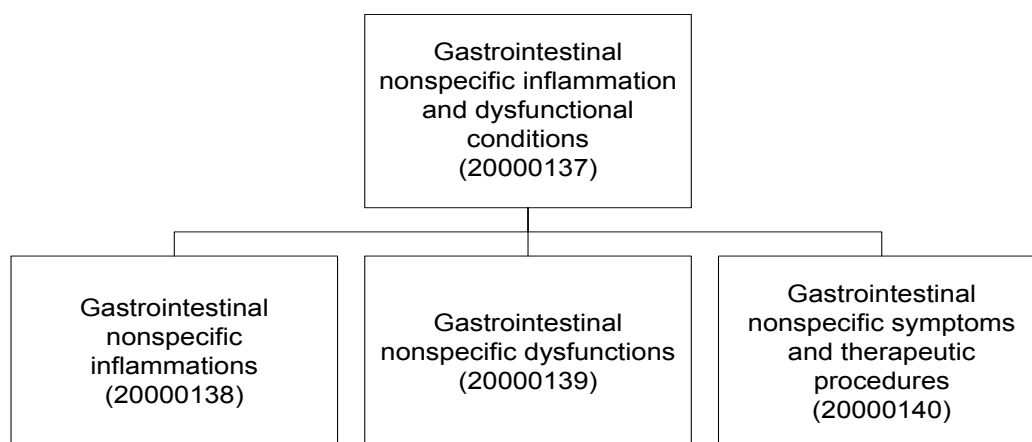 Gastrointestinal
nonspecific inflammation
and dysfunctional
conditions
(20000137)
Gastrointestinal
nonspecific
inflammations
(20000138)
Gastrointestinal
nonspecific dysfunctions
(20000139)
Gastrointestinal
nonspecific symptoms
and therapeutic
procedures
(20000140)